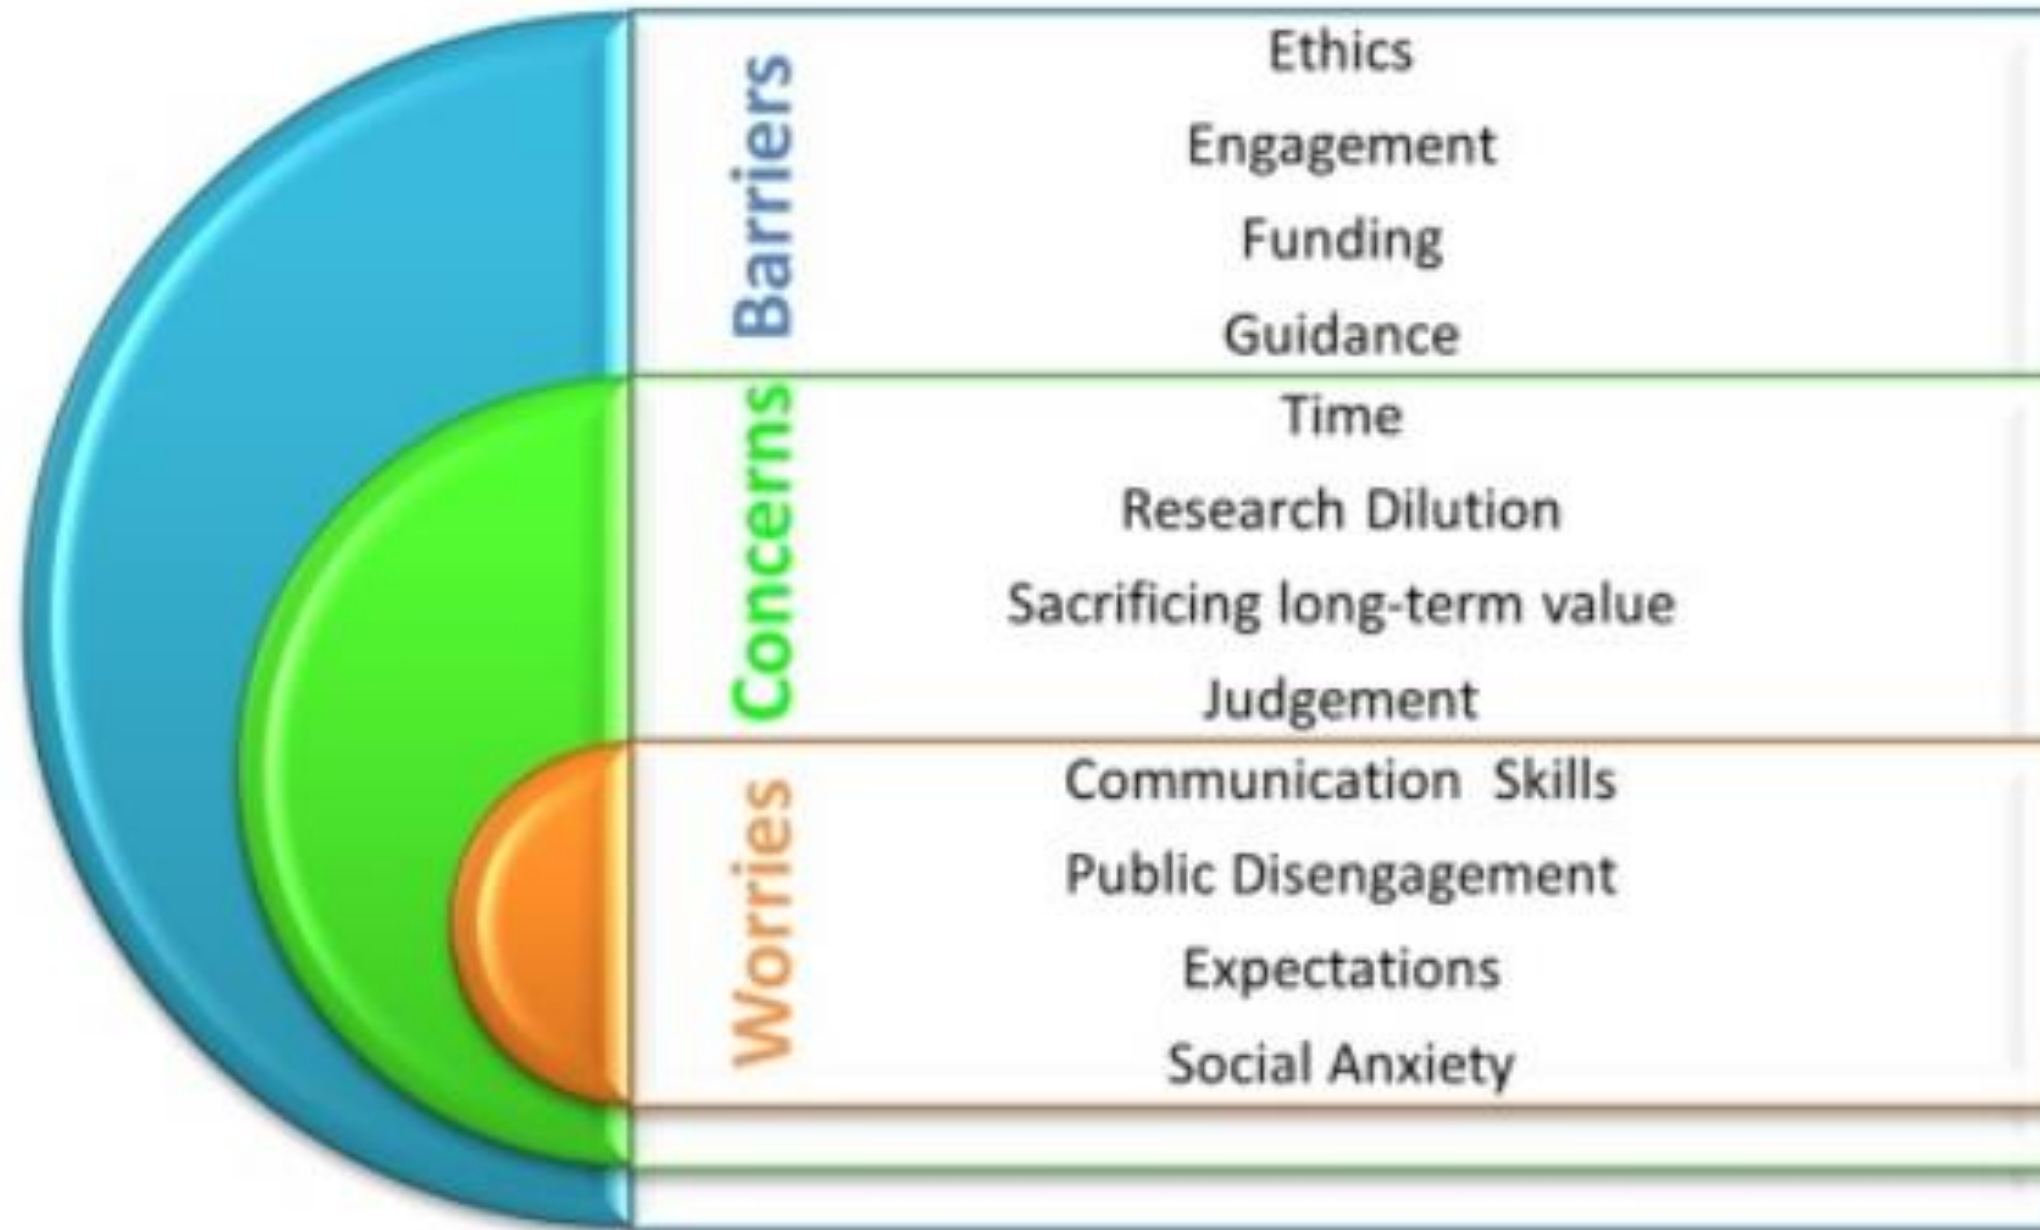 Barriers
Ethics
Engagement
Funding
Guidance
Concerns
Time
Research Dilution
Sacrificing long-term value
Judgement
Worries
Communication  Skills
Public Disengagement
Expectations
Social Anxiety